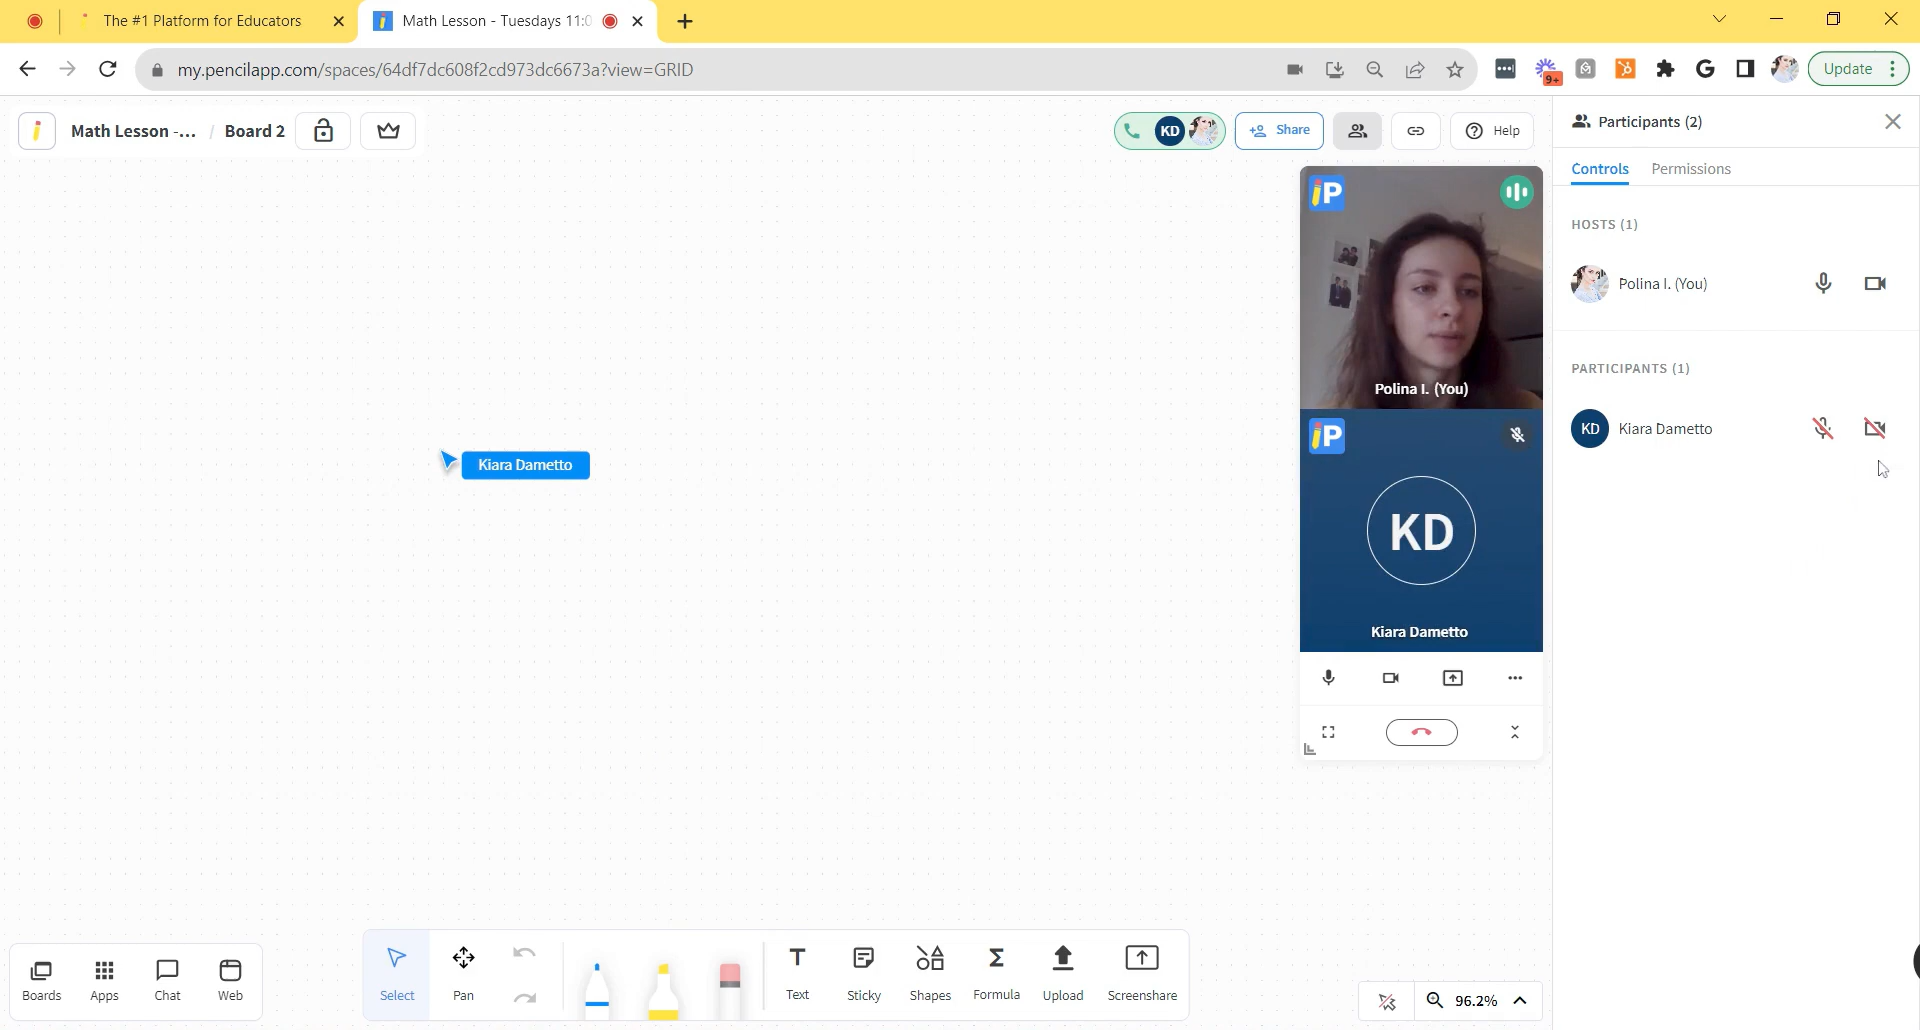 The #1 Platform for Educators
Math Lesson - Tuesdays 11:0
my.pencilapp.com/spaces/64df7dc608f2cd973dc6673a?view=GRID
9+
Update
Math Lesson -... / Board 2
KD
Share
Help
Participants (2)
Controls Permissions
HOSTS (1)
Polina I. (You)
PARTICIPANTS (1)
KD Kiara Dametto
P
Polina I. (You)
P
KD
Kiara Dametto
Kiara Dametto
Boards
Apps
Chat
Web
Select
Pan
Text
Sticky
Shapes
Formula
Upload
Screenshare
96.2%